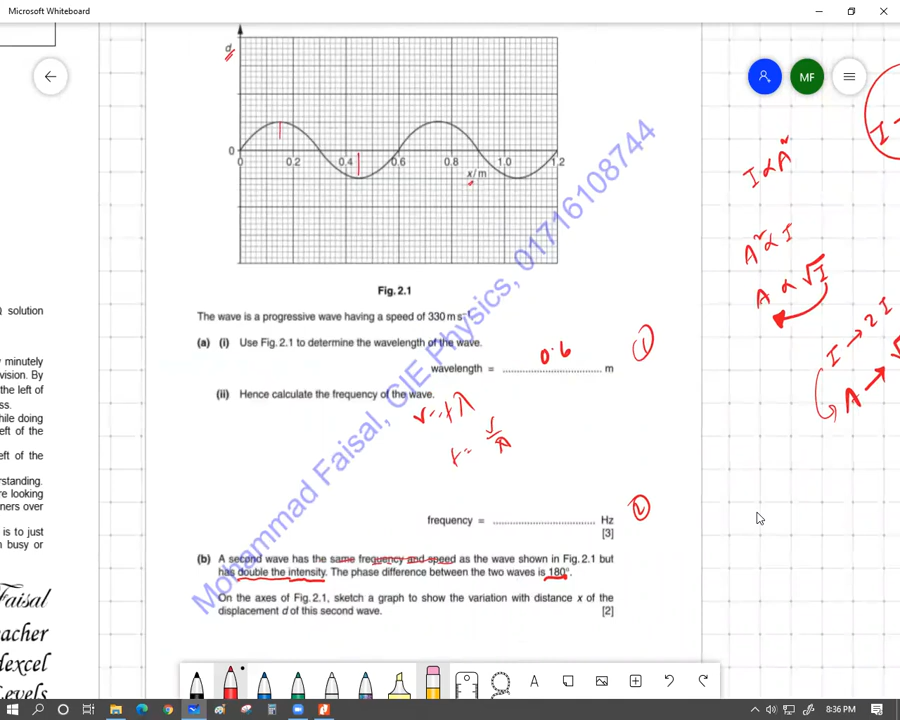 Microsoft Whiteboard
MF
d
0
0 0.2 0.4 0.6 0.8 1.0 1.2
x/m
Fig. 2.1
The wave is a progressive wave having a speed of 330 m s⁻¹.
(a) (i) Use Fig. 2.1 to determine the wavelength of the wave.
wavelength = 0.6 m
1
(ii) Hence calculate the frequency of the wave.
v = fλ
f = v/λ
frequency = ............................... Hz
2
[3]
(b) A second wave has the same frequency and speed as the wave shown in Fig. 2.1 but
has double the intensity. The phase difference between the two waves is 180°.
On the axes of Fig. 2.1, sketch a graph to show the variation with distance x of the
displacement d of this second wave.
[2]
Mohammad Faisal, CIE Physics, 01716108744
I ∝ A²
A² ∝ I
A ∝ √I
I → 2I
A → √
I
solution
minutely
vision. By
the left of
ss.
hile doing
eft of the
ft of the
rstanding.
re looking
ners over
is to just
n busy or
Faisal
eacher
dexcel
Levels
8:36 PM